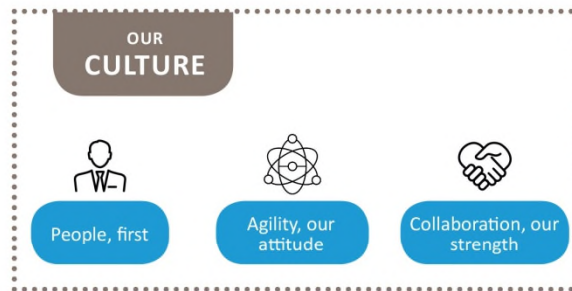 OUR
CULTURE
People, first
Agility, our
attitude
Collaboration, our
strength